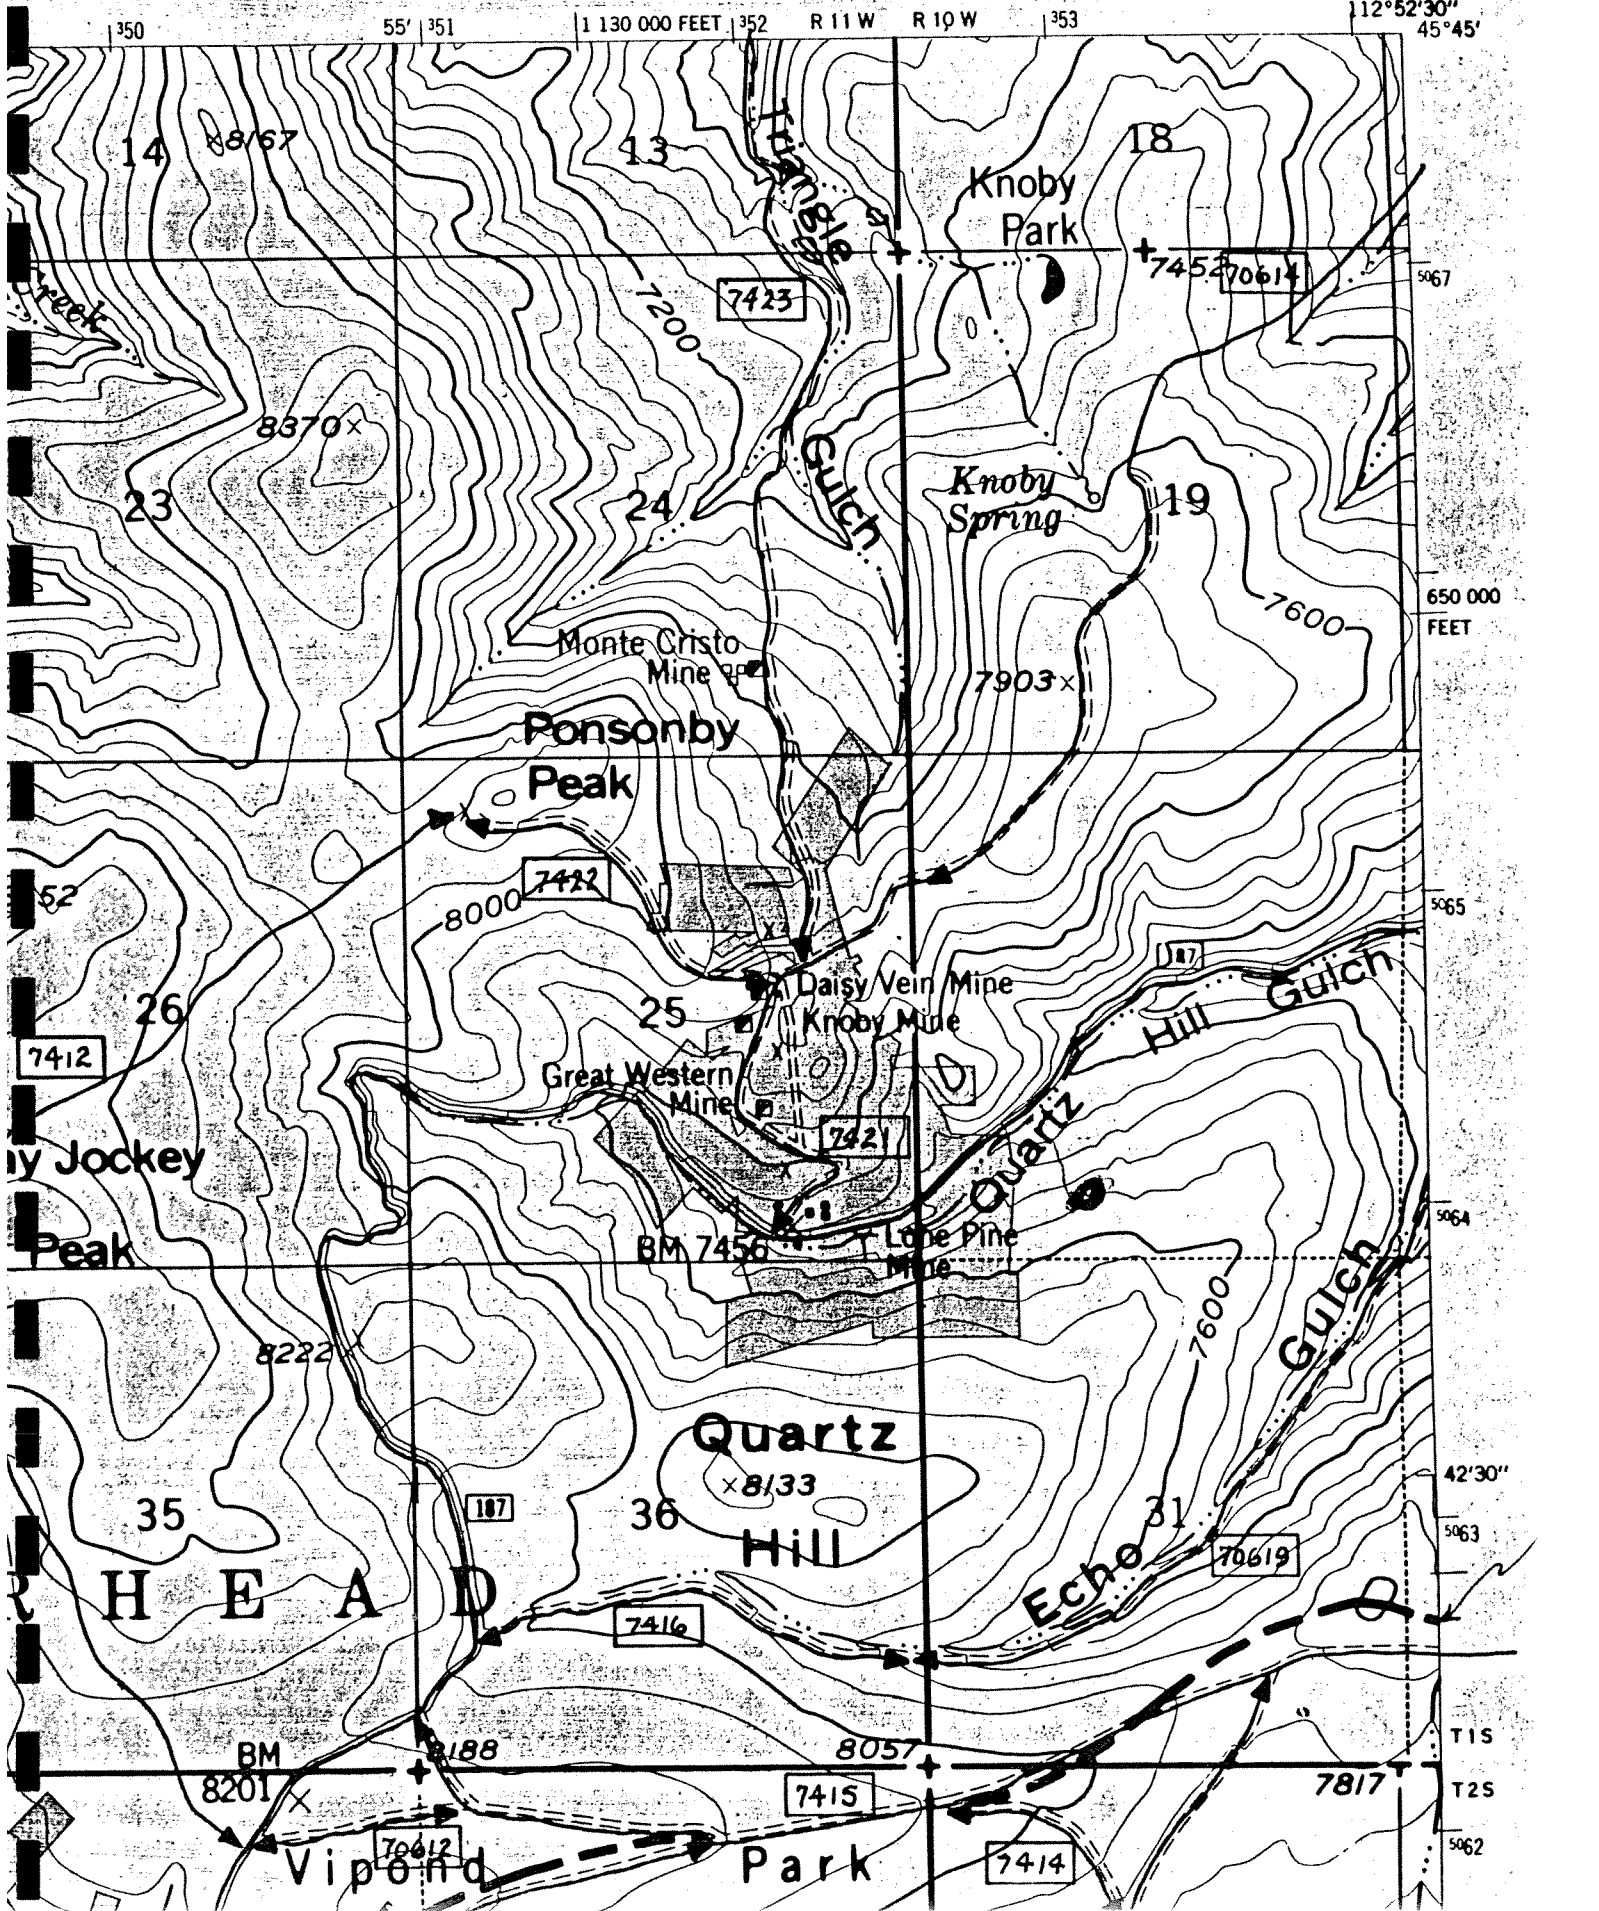 350
55'
351
1 130 000 FEET
352
R 11 W
R 10 W
353
112°52'30"
45°45'
14
×8167
13
Triangle
18
Knoby
Park
7452
70614
5067
Creek
7200
7423
8370×
23
24
Gulch
Knoby
Spring
19
7600
650 000
FEET
Monte Cristo
Mine
7903×
Ponsonby
Peak
7422
52
8000
5065
187
26
25
Daisy Vein Mine
Knoby Mine
Hill Gulch
7412
Great Western
Mine
7421
Quartz
ny Jockey
Peak
BM 7456
Lone Pine
Mine
5064
Gulch
7600
8222
Quartz
×8133
42'30"
35
187
36
31
Hill
Echo
70619
5063
R H E A D
7416
BM
8201
8188
8057
7415
7817
T 1 S
T 2 S
70612
Vipond
Park
7414
5062